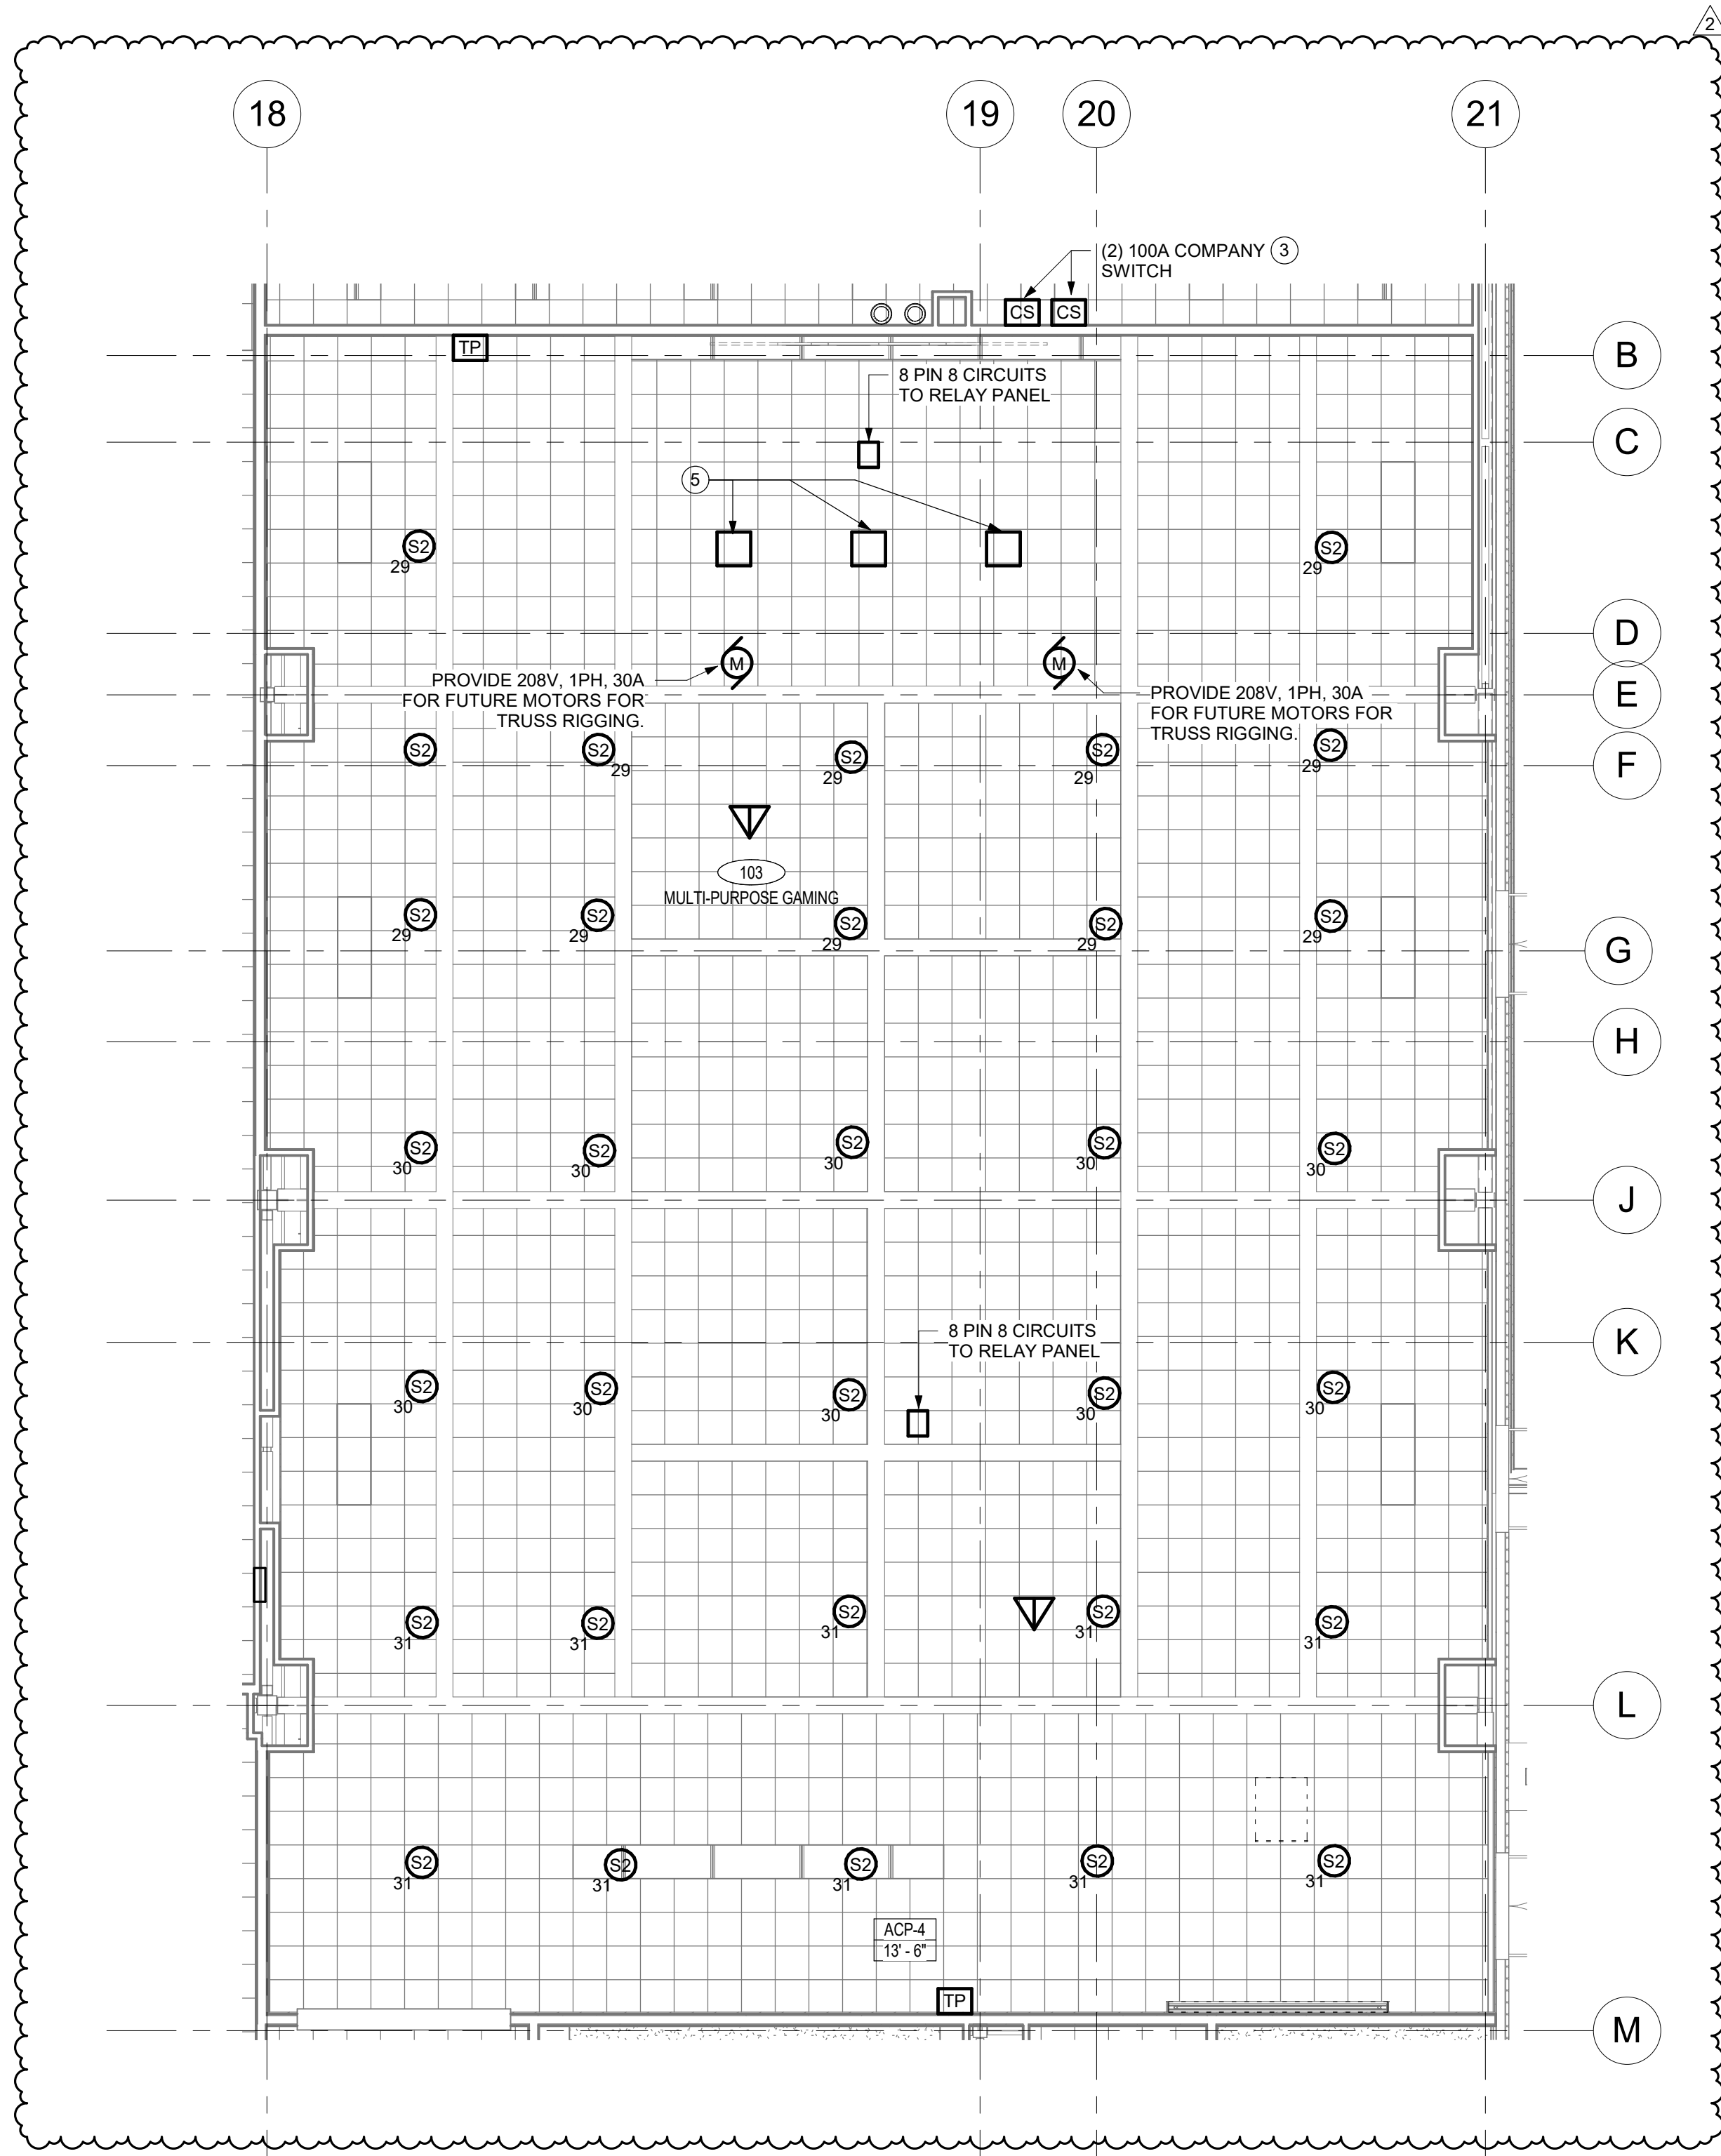 2
18
19
20
21
(2) 100A COMPANY 3
SWITCH
CS
CS
TP
B
8 PIN 8 CIRCUITS
TO RELAY PANEL
C
5
S2
29
S2
29
D
M
M
PROVIDE 208V, 1PH, 30A
FOR FUTURE MOTORS FOR
TRUSS RIGGING.
PROVIDE 208V, 1PH, 30A
FOR FUTURE MOTORS FOR
TRUSS RIGGING.
E
S2
S2
29
S2
29
S2
29
S2
29
F
103
MULTI-PURPOSE GAMING
S2
29
S2
29
S2
29
S2
29
S2
29
G
H
S2
30
S2
30
S2
30
S2
30
S2
30
J
8 PIN 8 CIRCUITS
TO RELAY PANEL
K
S2
30
S2
30
S2
30
S2
30
S2
30
S2
31
S2
31
S2
31
S2
31
S2
31
L
S2
31
S2
31
S2
31
S2
31
S2
31
ACP-4
13' - 6"
TP
M